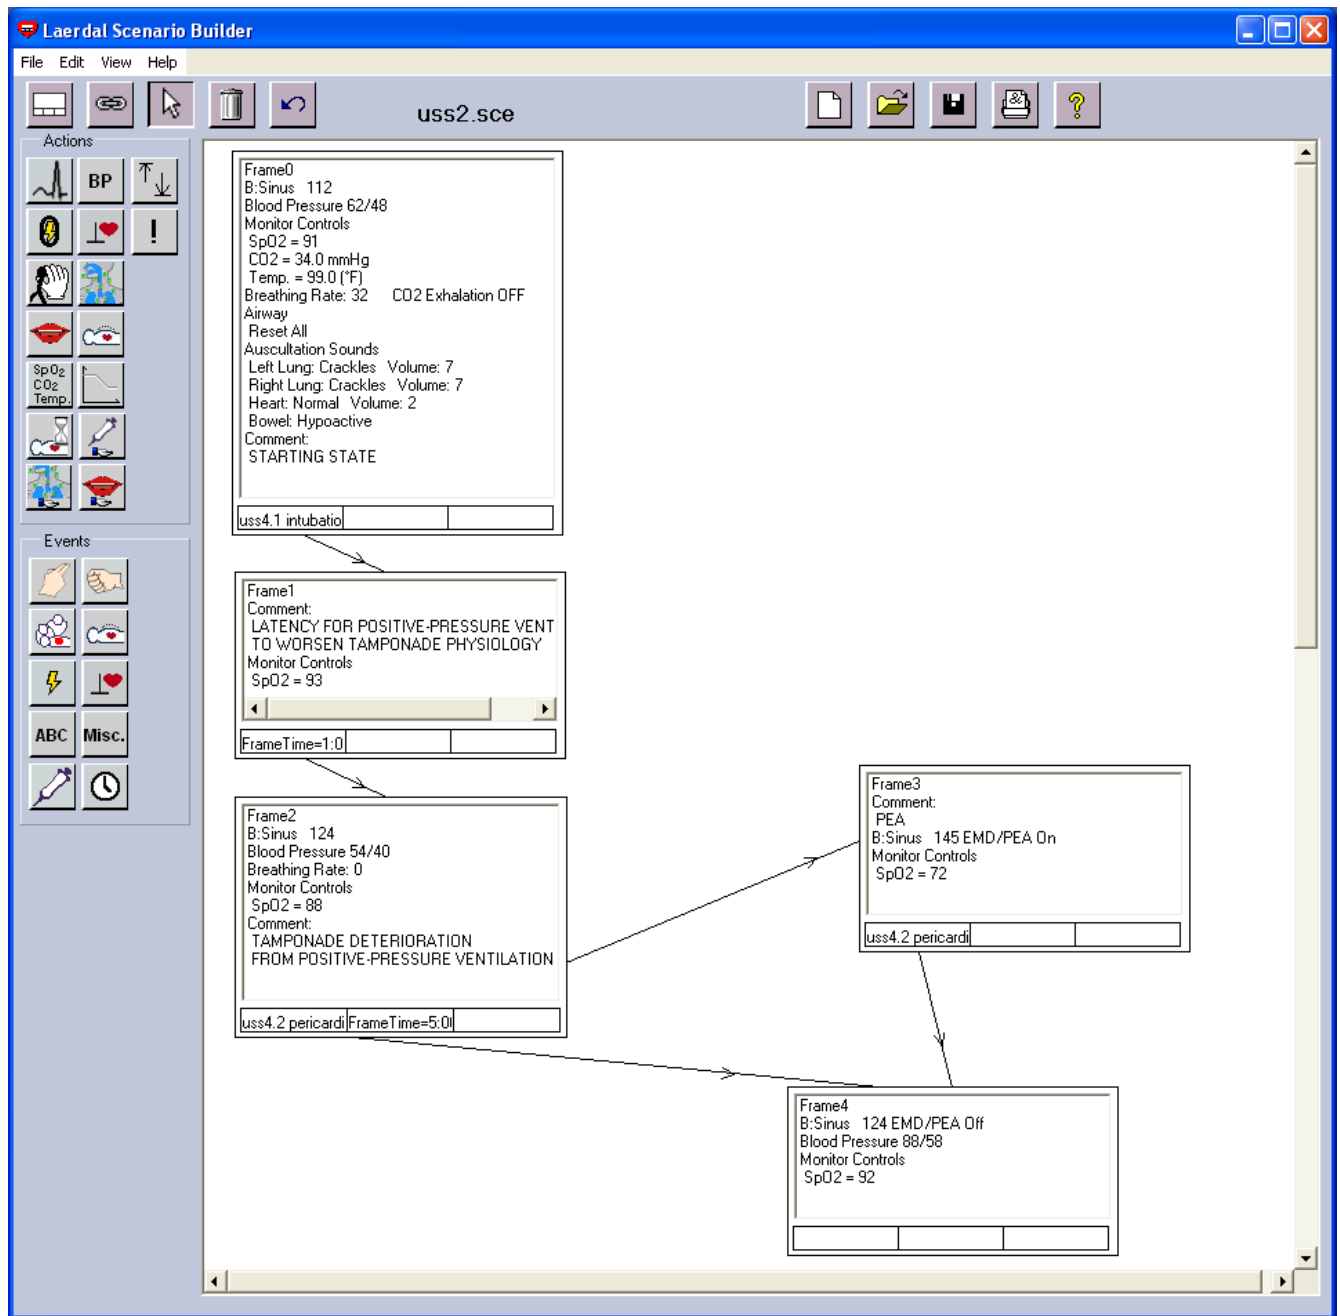 Laerdal Scenario Builder
File Edit View Help
uss2.sce
Actions
BP
!
SpO2
CO2
Temp.
Events
ABC Misc.
Frame0
B:Sinus 112
Blood Pressure 62/48
Monitor Controls
SpO2 = 91
CO2 = 34.0 mmHg
Temp. = 99.0 (°F)
Breathing Rate: 32 CO2 Exhalation OFF
Airway
Reset All
Auscultation Sounds
Left Lung: Crackles Volume: 7
Right Lung: Crackles Volume: 7
Heart: Normal Volume: 2
Bowel: Hypoactive
Comment:
STARTING STATE
uss4.1 intubatio
Frame1
Comment:
LATENCY FOR POSITIVE-PRESSURE VENT
TO WORSEN TAMPONADE PHYSIOLOGY
Monitor Controls
SpO2 = 93
FrameTime=1:0
Frame2
B:Sinus 124
Blood Pressure 54/40
Breathing Rate: 0
Monitor Controls
SpO2 = 88
Comment:
TAMPONADE DETERIORATION
FROM POSITIVE-PRESSURE VENTILATION
uss4.2 pericardi FrameTime=5:0
Frame3
Comment:
PEA
B:Sinus 145 EMD/PEA On
Monitor Controls
SpO2 = 72
uss4.2 pericardi
Frame4
B:Sinus 124 EMD/PEA Off
Blood Pressure 88/58
Monitor Controls
SpO2 = 92